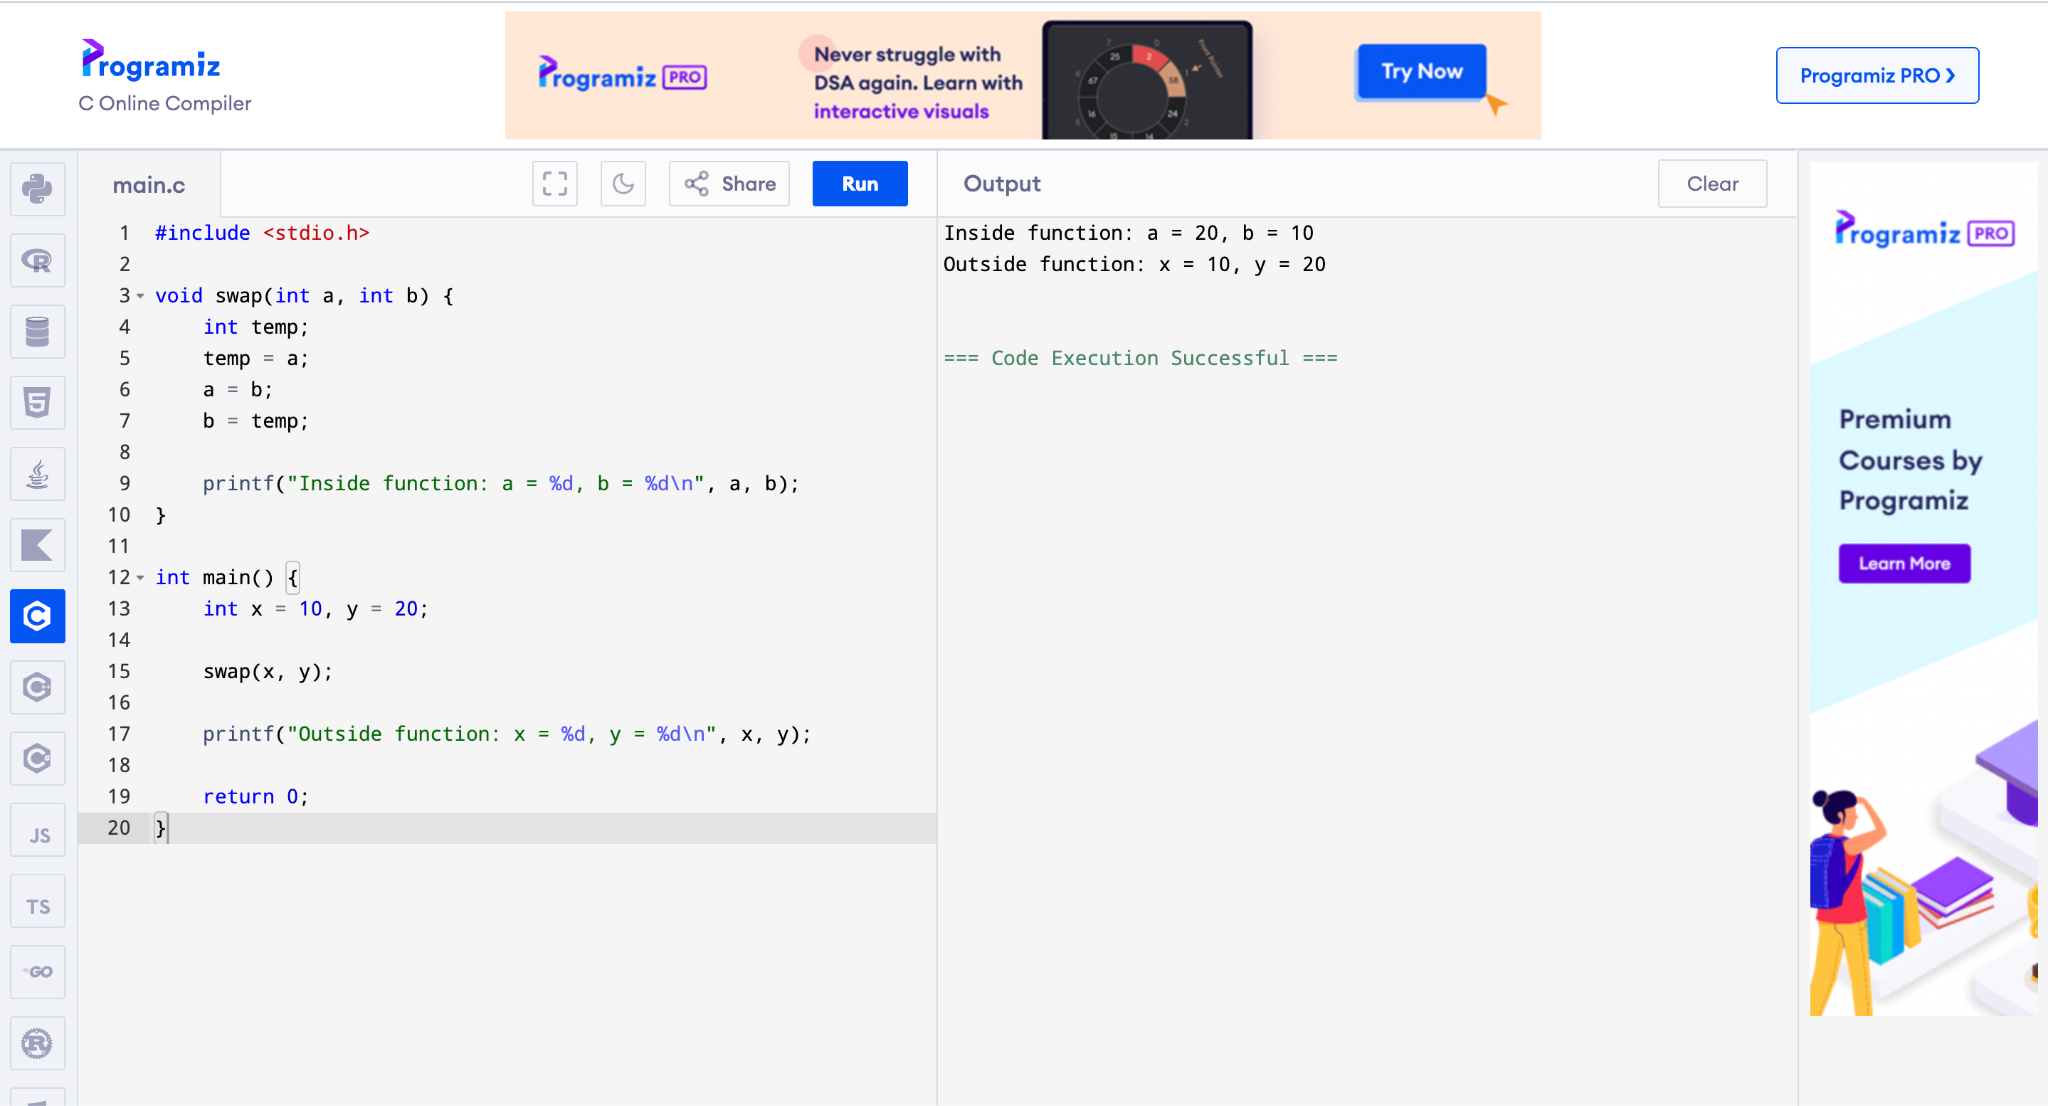 Programiz
C Online Compiler
Programiz PRO
Never struggle with
DSA again. Learn with
interactive visuals
Try Now
Programiz PRO ❯
main.c
Share
Run
Output
Clear
1 #include <stdio.h>
2
3 void swap(int a, int b) {
4     int temp;
5     temp = a;
6     a = b;
7     b = temp;
8
9     printf("Inside function: a = %d, b = %d\n", a, b);
10 }
11
12 int main() {
13     int x = 10, y = 20;
14
15     swap(x, y);
16
17     printf("Outside function: x = %d, y = %d\n", x, y);
18
19     return 0;
20 }
Inside function: a = 20, b = 10
Outside function: x = 10, y = 20
=== Code Execution Successful ===
Programiz PRO
Premium
Courses by
Programiz
Learn More
JS
TS
GO